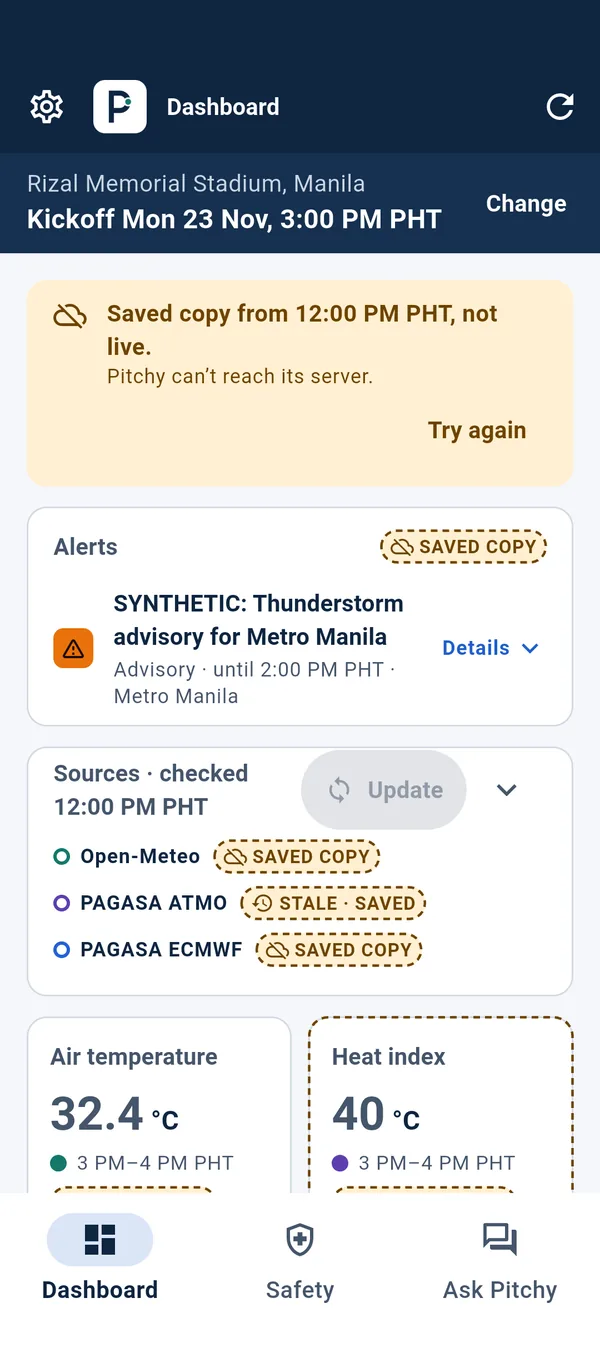 P
Dashboard
Rizal Memorial Stadium, Manila
Kickoff Mon 23 Nov, 3:00 PM PHT
Change
Saved copy from 12:00 PM PHT, not
live.
Pitchy can’t reach its server.
Try again
Alerts
SAVED COPY
SYNTHETIC: Thunderstorm
advisory for Metro Manila
Advisory · until 2:00 PM PHT ·
Metro Manila
Details
Sources · checked
12:00 PM PHT
Update
Open-Meteo
SAVED COPY
PAGASA ATMO
STALE · SAVED
PAGASA ECMWF
SAVED COPY
Air temperature
32.4 °C
3 PM–4 PM PHT
Heat index
40 °C
3 PM–4 PM PHT
Dashboard
Safety
Ask Pitchy